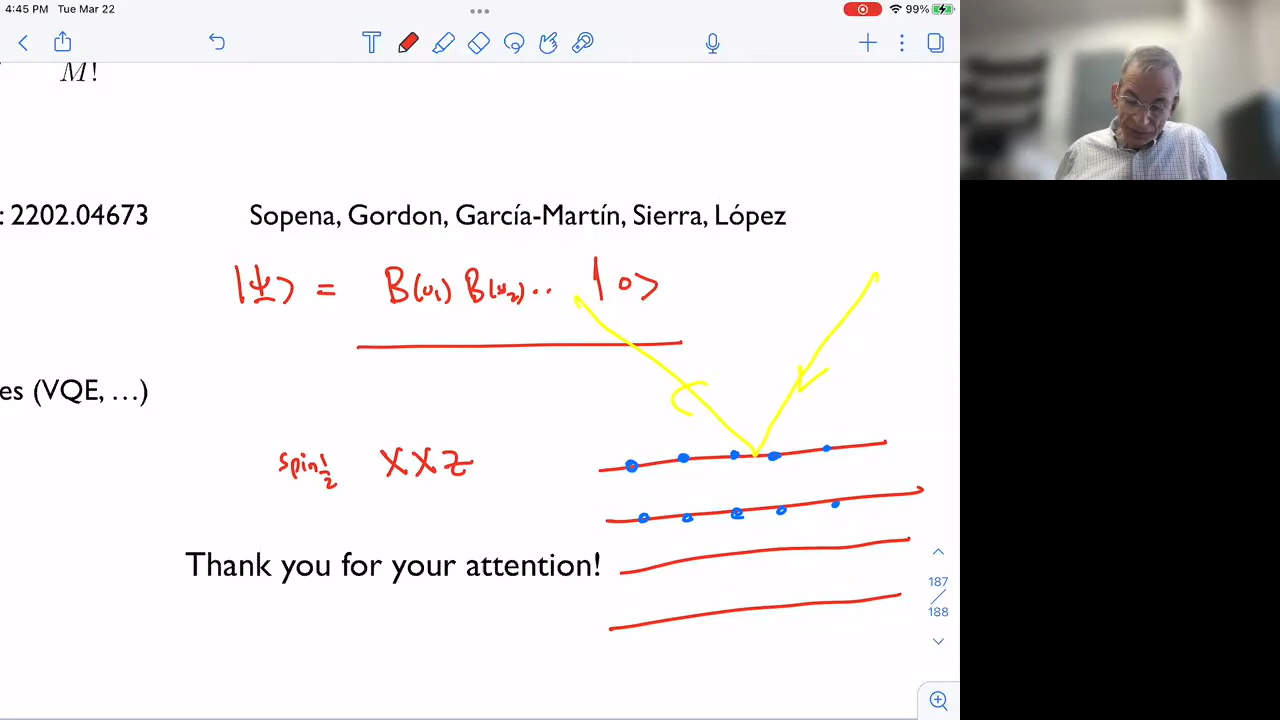 4:45 PM Tue Mar 22
99%
M!
: 2202.04673 Sopena, Gordon, García-Martín, Sierra, López
|Ψ⟩ = B(u₁) B(u₂)·· |0⟩
es (VQE, …)
spin ½ XXZ
Thank you for your attention!
187
188